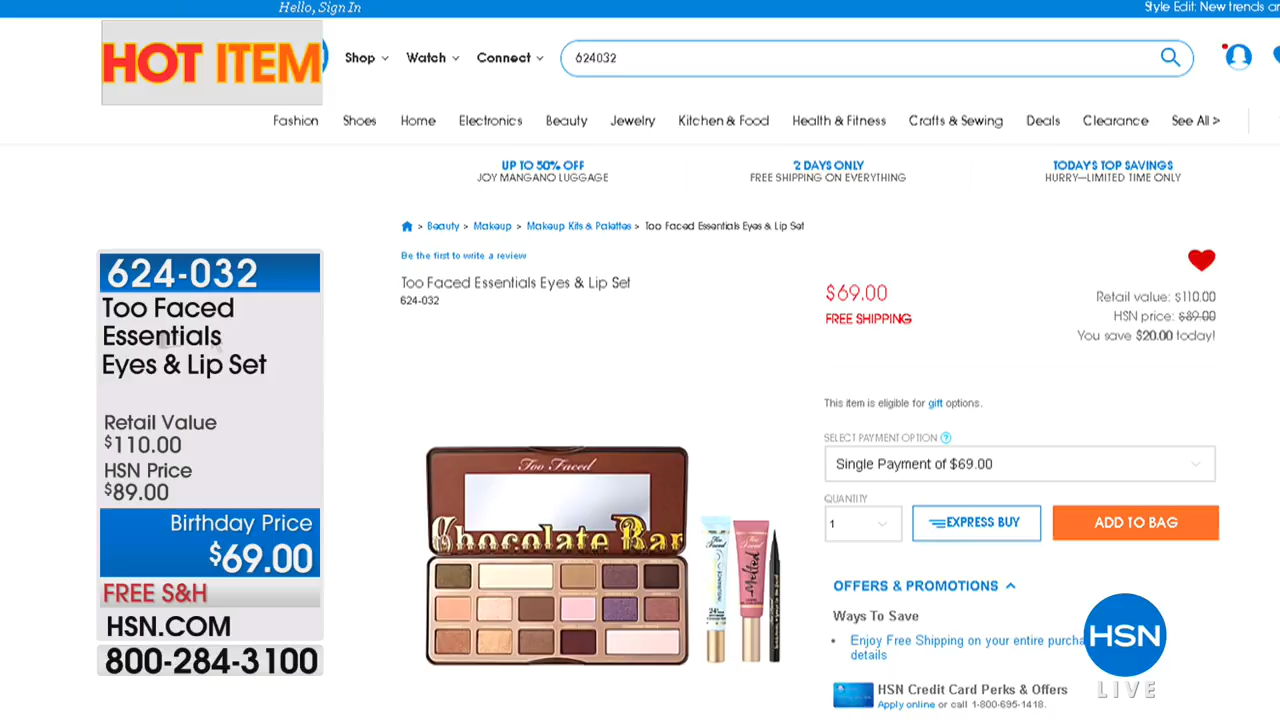 Hello, Sign In
Style Edit: New trends
HOT ITEM
Shop
Watch
Connect
624032
Fashion
Shoes
Home
Electronics
Beauty
Jewelry
Kitchen & Food
Health & Fitness
Crafts & Sewing
Deals
Clearance
See All >
UP TO 50% OFF
JOY MANGANO LUGGAGE
2 DAYS ONLY
FREE SHIPPING ON EVERYTHING
TODAY'S TOP SAVINGS
HURRY—LIMITED TIME ONLY
> Beauty > Makeup > Makeup Kits & Palettes > Too Faced Essentials Eyes & Lip Set
Be the first to write a review
Too Faced Essentials Eyes & Lip Set
624-032
$69.00
FREE SHIPPING
Retail value: $110.00
HSN price: $89.00
You save $20.00 today!
624-032
Too Faced
Essentials
Eyes & Lip Set
Retail Value
$110.00
HSN Price
$89.00
Birthday Price
$69.00
FREE S&H
HSN.COM
800-284-3100
This item is eligible for gift options.
SELECT PAYMENT OPTION ?
Single Payment of $69.00
QUANTITY
1
EXPRESS BUY
ADD TO BAG
Too Faced
Chocolate Bar
Too Faced
Melted
OFFERS & PROMOTIONS
Ways To Save
• Enjoy Free Shipping on your entire
details
HSN Credit Card Perks & Offers
Apply online or call 1-800-695-1418.
HSN
LIVE